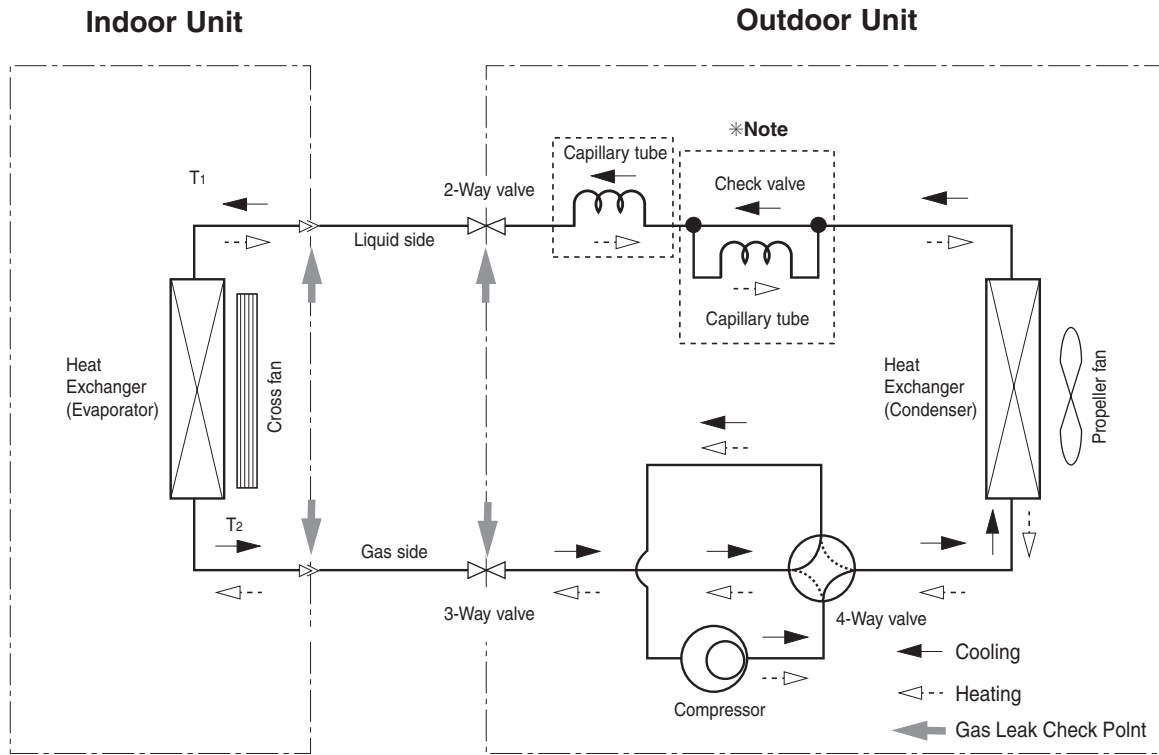 Indoor Unit
Outdoor Unit
✳Note
Capillary tube
T1
2-Way valve
Check valve
Liquid side
Capillary tube
Heat
Exchanger
(Evaporator)
Cross fan
Heat
Exchanger
(Condenser)
Propeller fan
T2
Gas side
3-Way valve
4-Way valve
Compressor
Cooling
Heating
Gas Leak Check PoInt